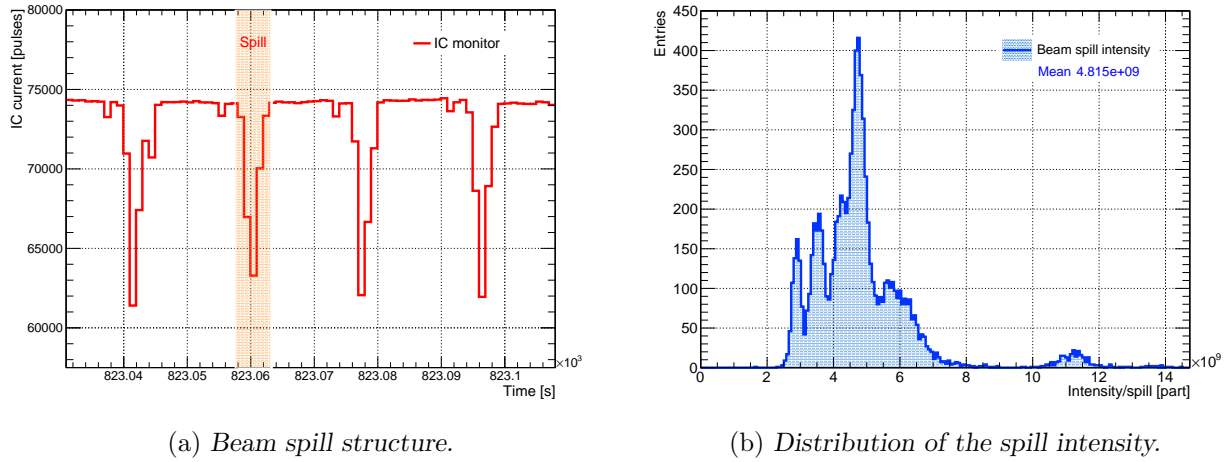 80000
75000
70000
65000
60000
IC current [pulses]
Spill
IC monitor
823.04 823.05 823.06 823.07 823.08 823.09 823.1
×10³
Time [s]
(a) Beam spill structure.
450
400
350
300
250
200
150
100
50
0
Entries
Beam spill intensity
Mean 4.815e+09
0 2 4 6 8 10 12 14
×10⁹
Intensity/spill [part]
(b) Distribution of the spill intensity.